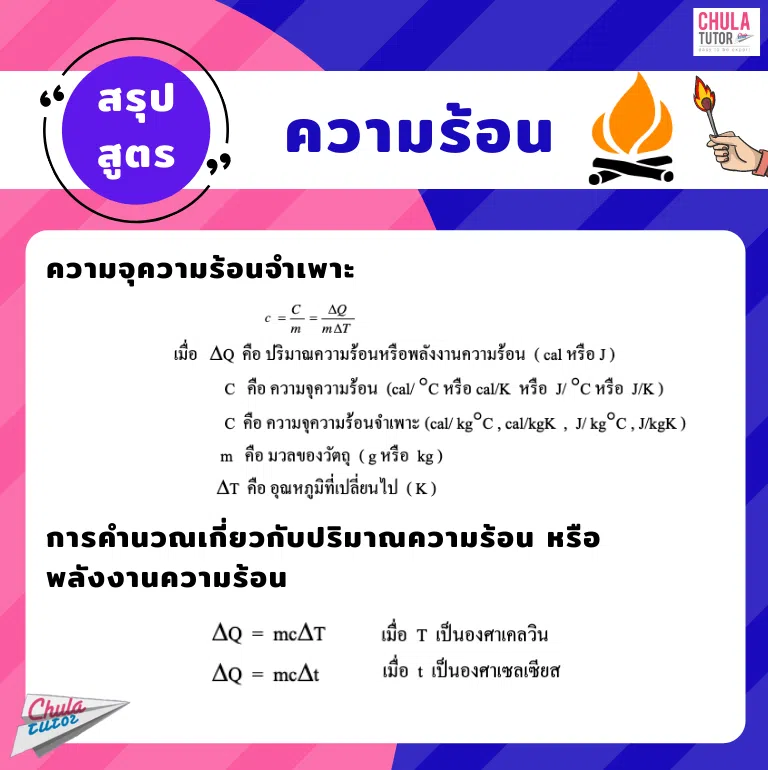 CHULA
TUTOR
สรุป
สูตร
ความร้อน
ความจุความร้อนจำเพาะ
c = C/m = ΔQ/mΔT
เมื่อ ΔQ คือ ปริมาณความร้อนหรือพลังงานความร้อน ( cal หรือ J )
C คือ ความจุความร้อน (cal/ °C หรือ cal/K หรือ J/ °C หรือ J/K )
C คือ ความจุความร้อนจำเพาะ (cal/ kg°C , cal/kgK , J/ kg°C , J/kgK )
m คือ มวลของวัตถุ ( g หรือ kg )
ΔT คือ อุณหภูมิที่เปลี่ยนไป ( K )
การคำนวณเกี่ยวกับปริมาณความร้อน หรือ
พลังงานความร้อน
ΔQ = mcΔT เมื่อ T เป็นองศาเคลวิน
ΔQ = mcΔt เมื่อ t เป็นองศาเซลเซียส
Chula
tutor